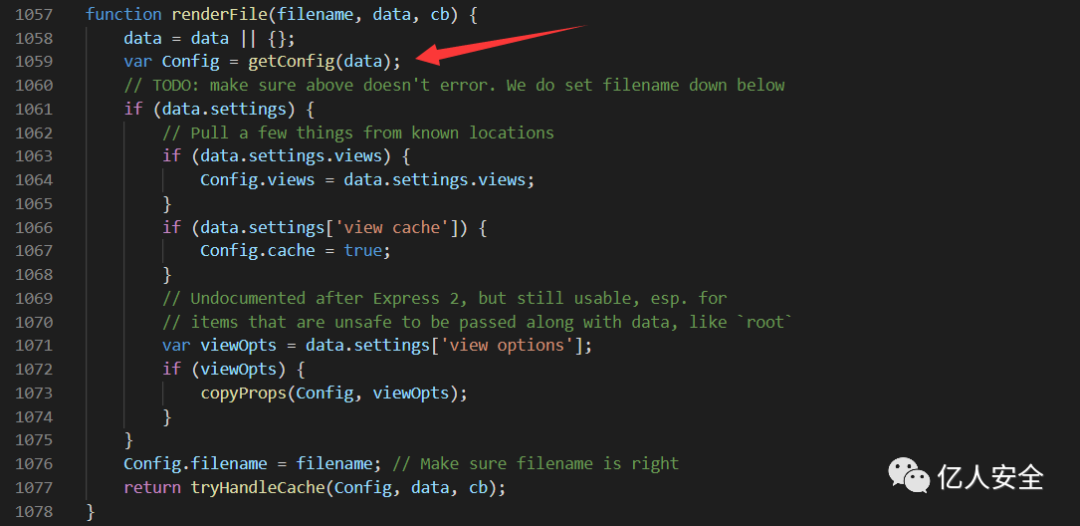 1057 function renderFile(filename, data, cb) {
1058     data = data || {};
1059     var Config = getConfig(data);
1060     // TODO: make sure above doesn't error. We do set filename down below
1061     if (data.settings) {
1062         // Pull a few things from known locations
1063         if (data.settings.views) {
1064             Config.views = data.settings.views;
1065         }
1066         if (data.settings['view cache']) {
1067             Config.cache = true;
1068         }
1069         // Undocumented after Express 2, but still usable, esp. for
1070         // items that are unsafe to be passed along with data, like `root`
1071         var viewOpts = data.settings['view options'];
1072         if (viewOpts) {
1073             copyProps(Config, viewOpts);
1074         }
1075     }
1076     Config.filename = filename; // Make sure filename is right
1077     return tryHandleCache(Config, data, cb);
1078 }
亿人安全